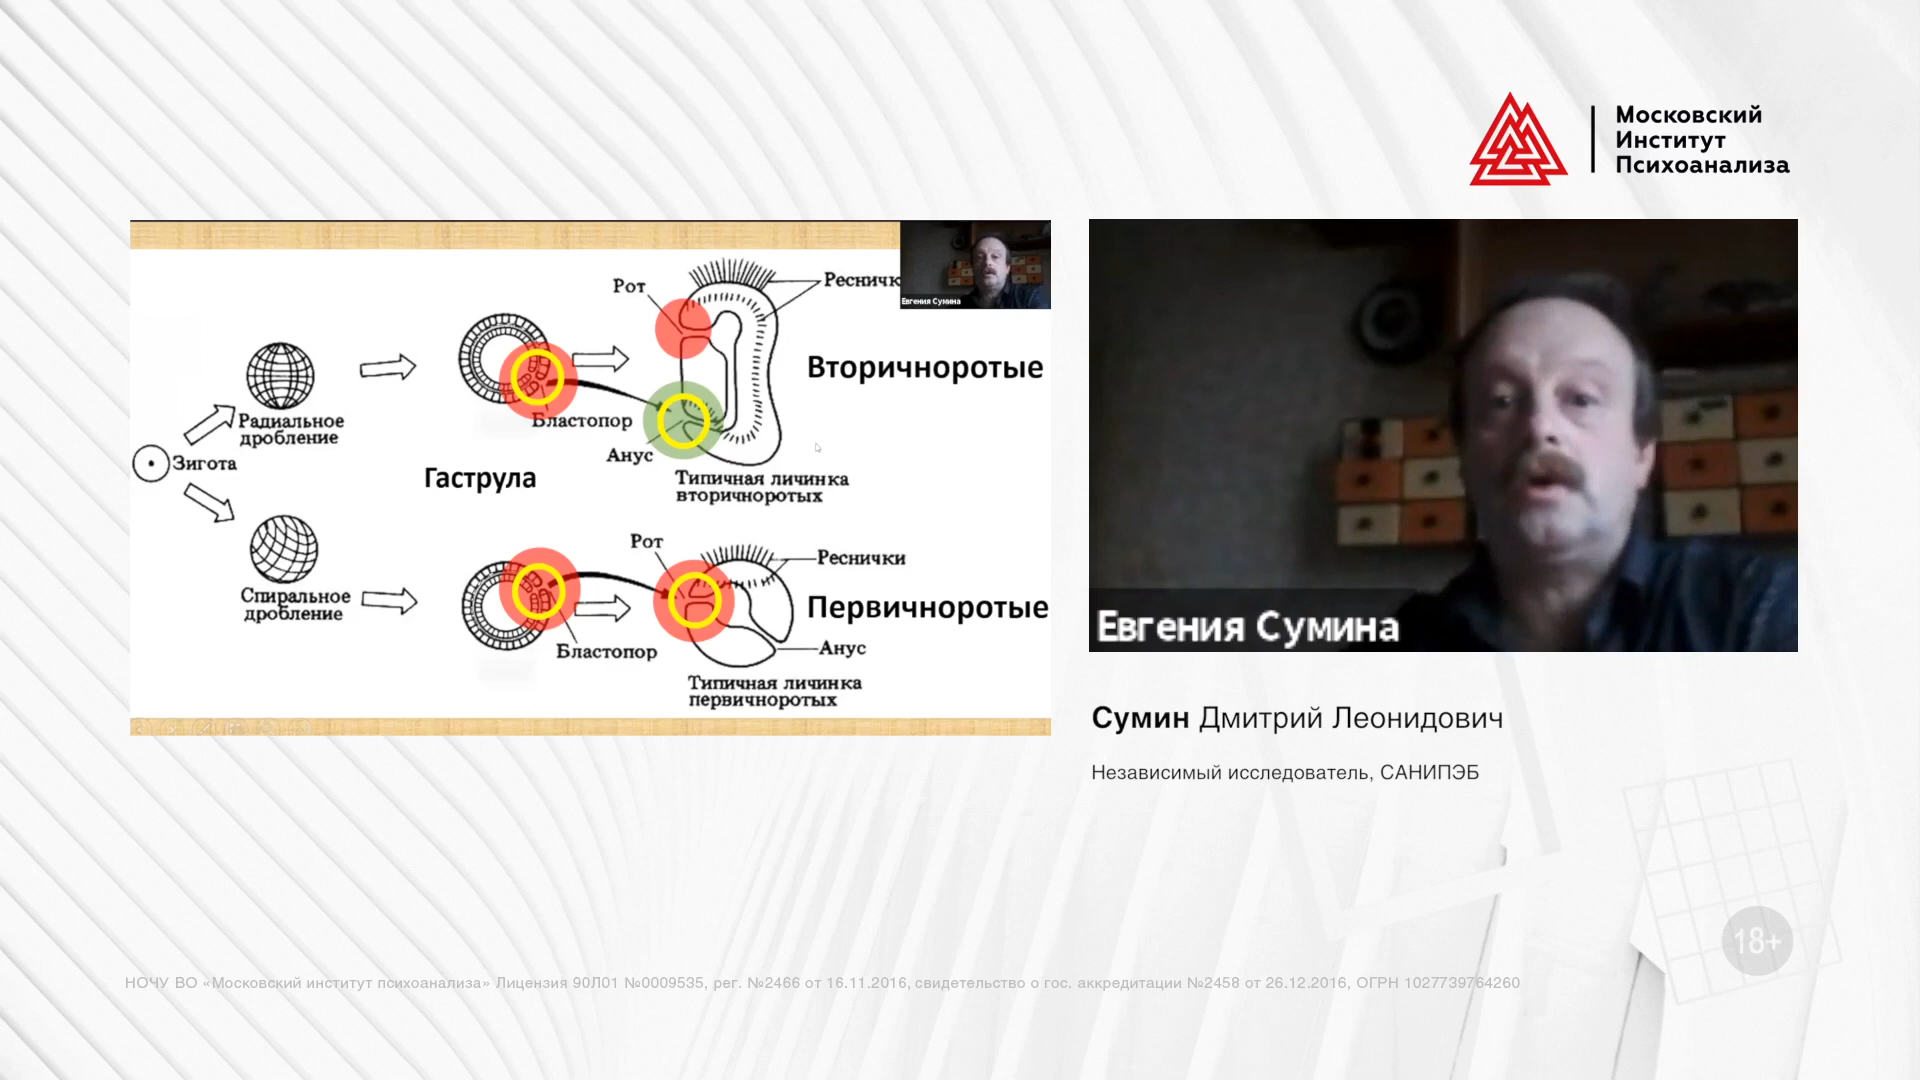 Московский
Институт
Психоанализа
Рот
Евгения Сумина
Вторичноротые
Радиальное
дробление
Бластопор
Зигота
Анус
Гаструла
Типичная личинка
вторичноротых
Рот
Реснички
Спиральное
дробление
Первичноротые
Бластопор
Анус
Типичная личинка
первичноротых
Евгения Сумина
Сумин Дмитрий Леонидович
Независимый исследователь, САНИПЭБ
18+
НОЧУ ВО «Московский институт психоанализа» Лицензия 90Л01 №0009535, рег. №2466 от 16.11.2016, свидетельство о гос. аккредитации №2458 от 26.12.2016, ОГРН 1027739764260